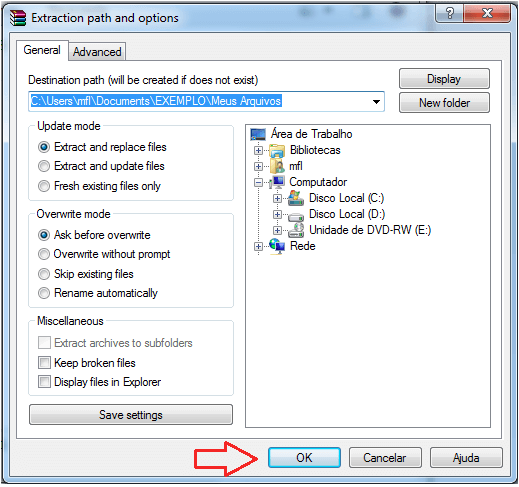 Extraction path and options
General
Advanced
Destination path (will be created if does not exist)
Display
C:\Users\mfl\Documents\EXEMPLO\Meus Arquivos
New folder
Update mode
Extract and replace files
Extract and update files
Fresh existing files only
Overwrite mode
Ask before overwrite
Overwrite without prompt
Skip existing files
Rename automatically
Miscellaneous
Extract archives to subfolders
Keep broken files
Display files in Explorer
Save settings
Área de Trabalho
Bibliotecas
mfl
Computador
Disco Local (C:)
Disco Local (D:)
Unidade de DVD-RW (E:)
Rede
OK
Cancelar
Ajuda